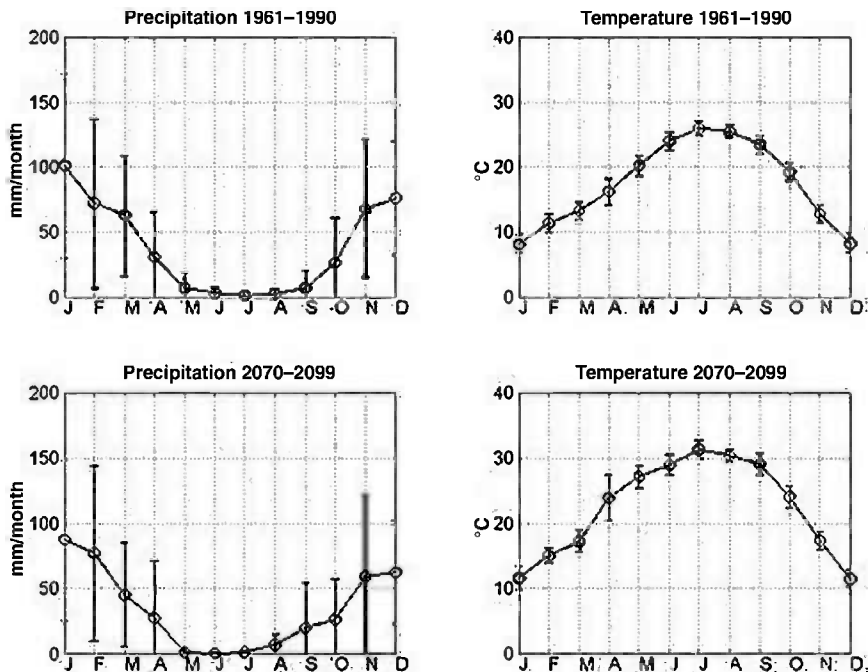 Precipitation 1961–1990
200
150
100
50
0
mm/month
J F M A M J J A S O N D
Temperature 1961–1990
40
30
20
10
0
°C
J F M A. M J J A S O. N D
Precipitation 2070–2099
200
150
100
50
0
mm/month
J F M A M J J A S O N D
Temperature 2070–2099
40
30
20
10
0
°C
J F M A M J J A S O N D